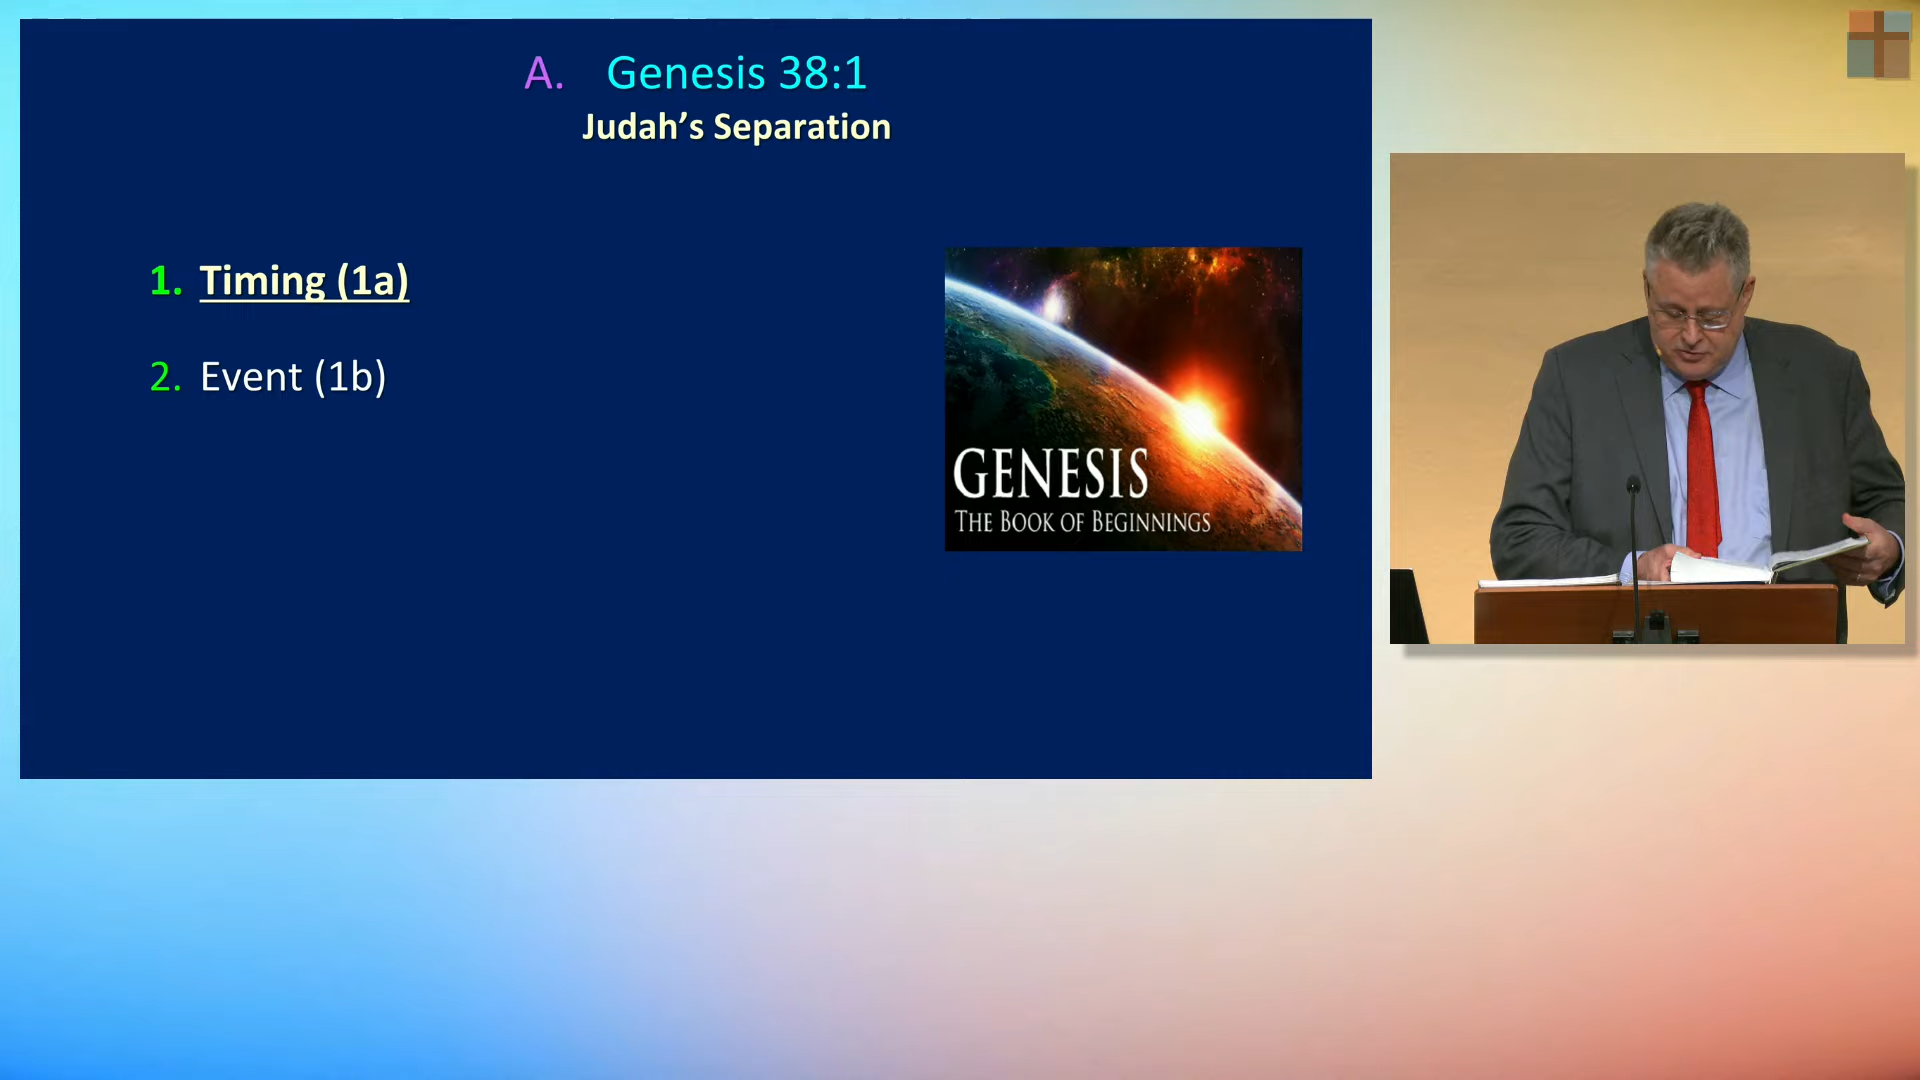 A. Genesis 38:1
Judah’s Separation
1. Timing (1a)
2. Event (1b)
GENESIS
THE BOOK OF BEGINNINGS